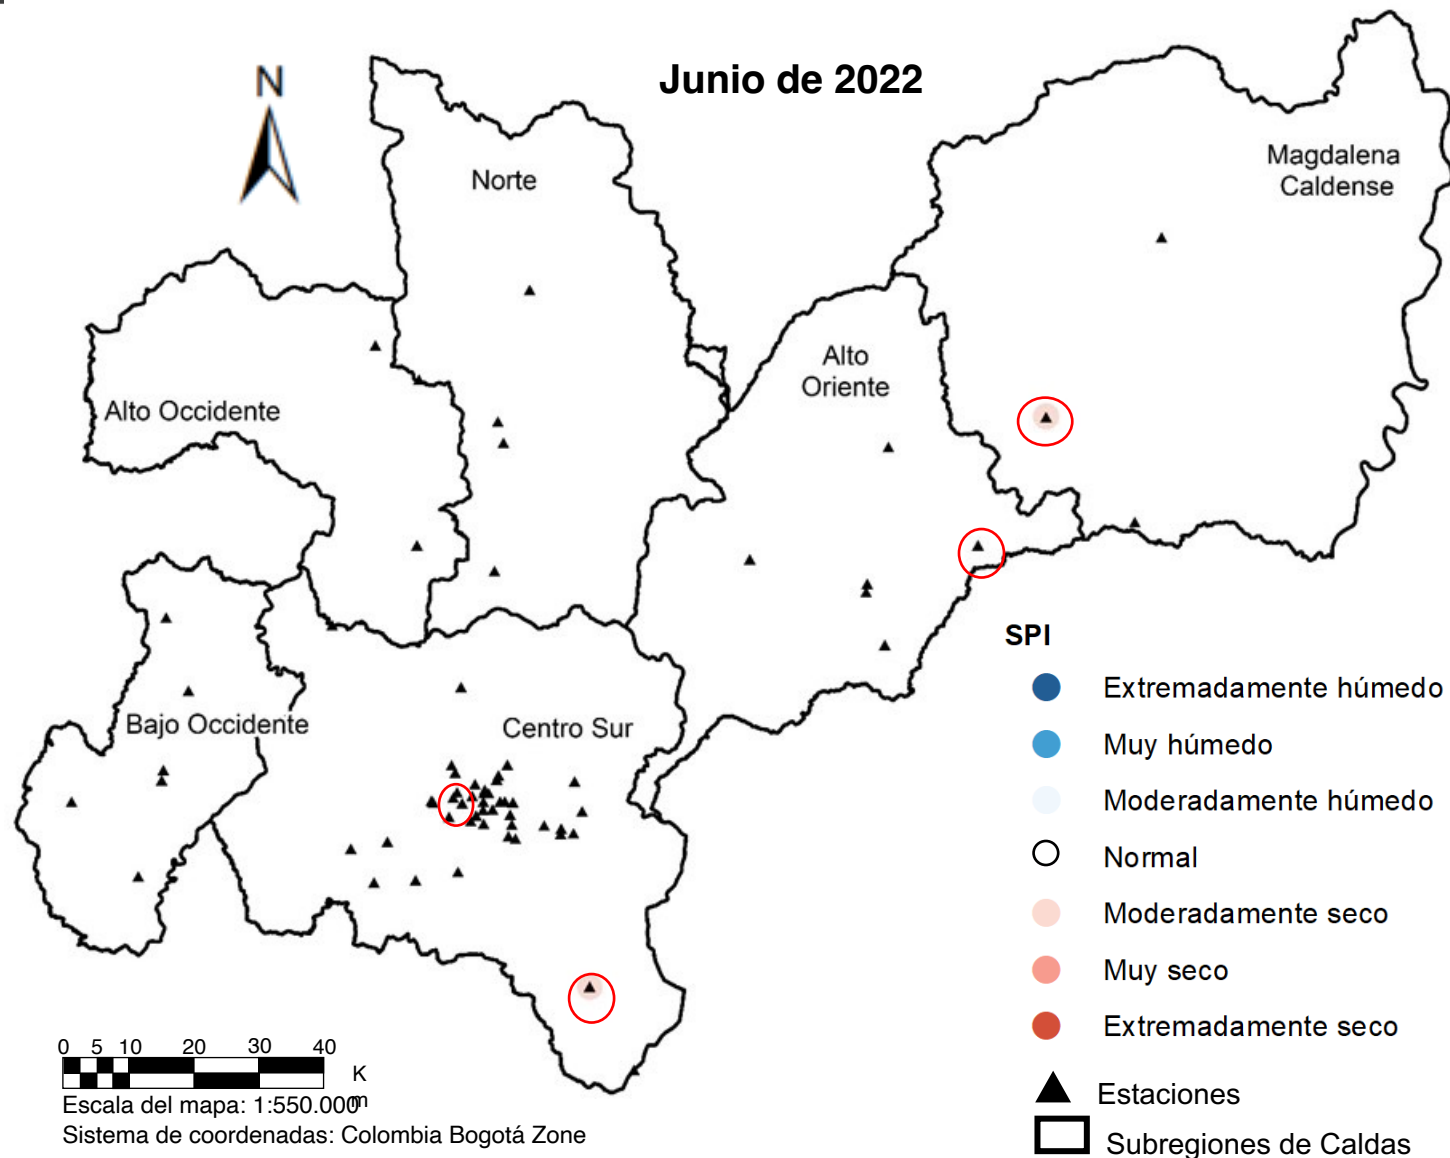 Junio de 2022
N
Norte
Magdalena
Caldense
Alto
Oriente
Alto Occidente
Bajo Occidente
Centro Sur
SPI
Extremadamente húmedo
Muy húmedo
Moderadamente húmedo
Normal
Moderadamente seco
Muy seco
Extremadamente seco
Estaciones
Subregiones de Caldas
0 5 10 20 30 40
K
m
Escala del mapa: 1:550.000
Sistema de coordenadas: Colombia Bogotá Zone